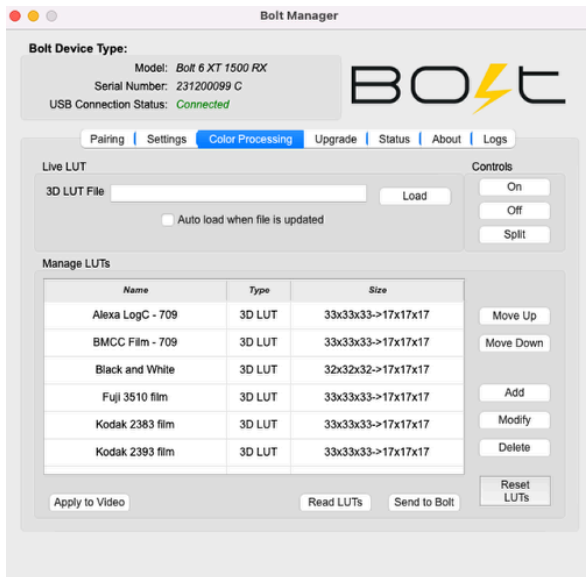 Bolt Manager
Bolt Device Type:
Model: Bolt 6 XT 1500 RX
Serial Number: 231200099 C
USB Connection Status: Connected
BOLt
Pairing Settings Color Processing Upgrade Status About Logs
Live LUT
3D LUT File
Load
Auto load when file is updated
Controls
On
Off
Split
Manage LUTs
Name Type Size
Alexa LogC - 709 3D LUT 33x33x33->17x17x17
BMCC Film - 709 3D LUT 33x33x33->17x17x17
Black and White 3D LUT 32x32x32->17x17x17
Fuji 3510 film 3D LUT 33x33x33->17x17x17
Kodak 2383 film 3D LUT 33x33x33->17x17x17
Kodak 2393 film 3D LUT 33x33x33->17x17x17
Move Up
Move Down
Add
Modify
Delete
Reset
LUTs
Apply to Video Read LUTs Send to Bolt